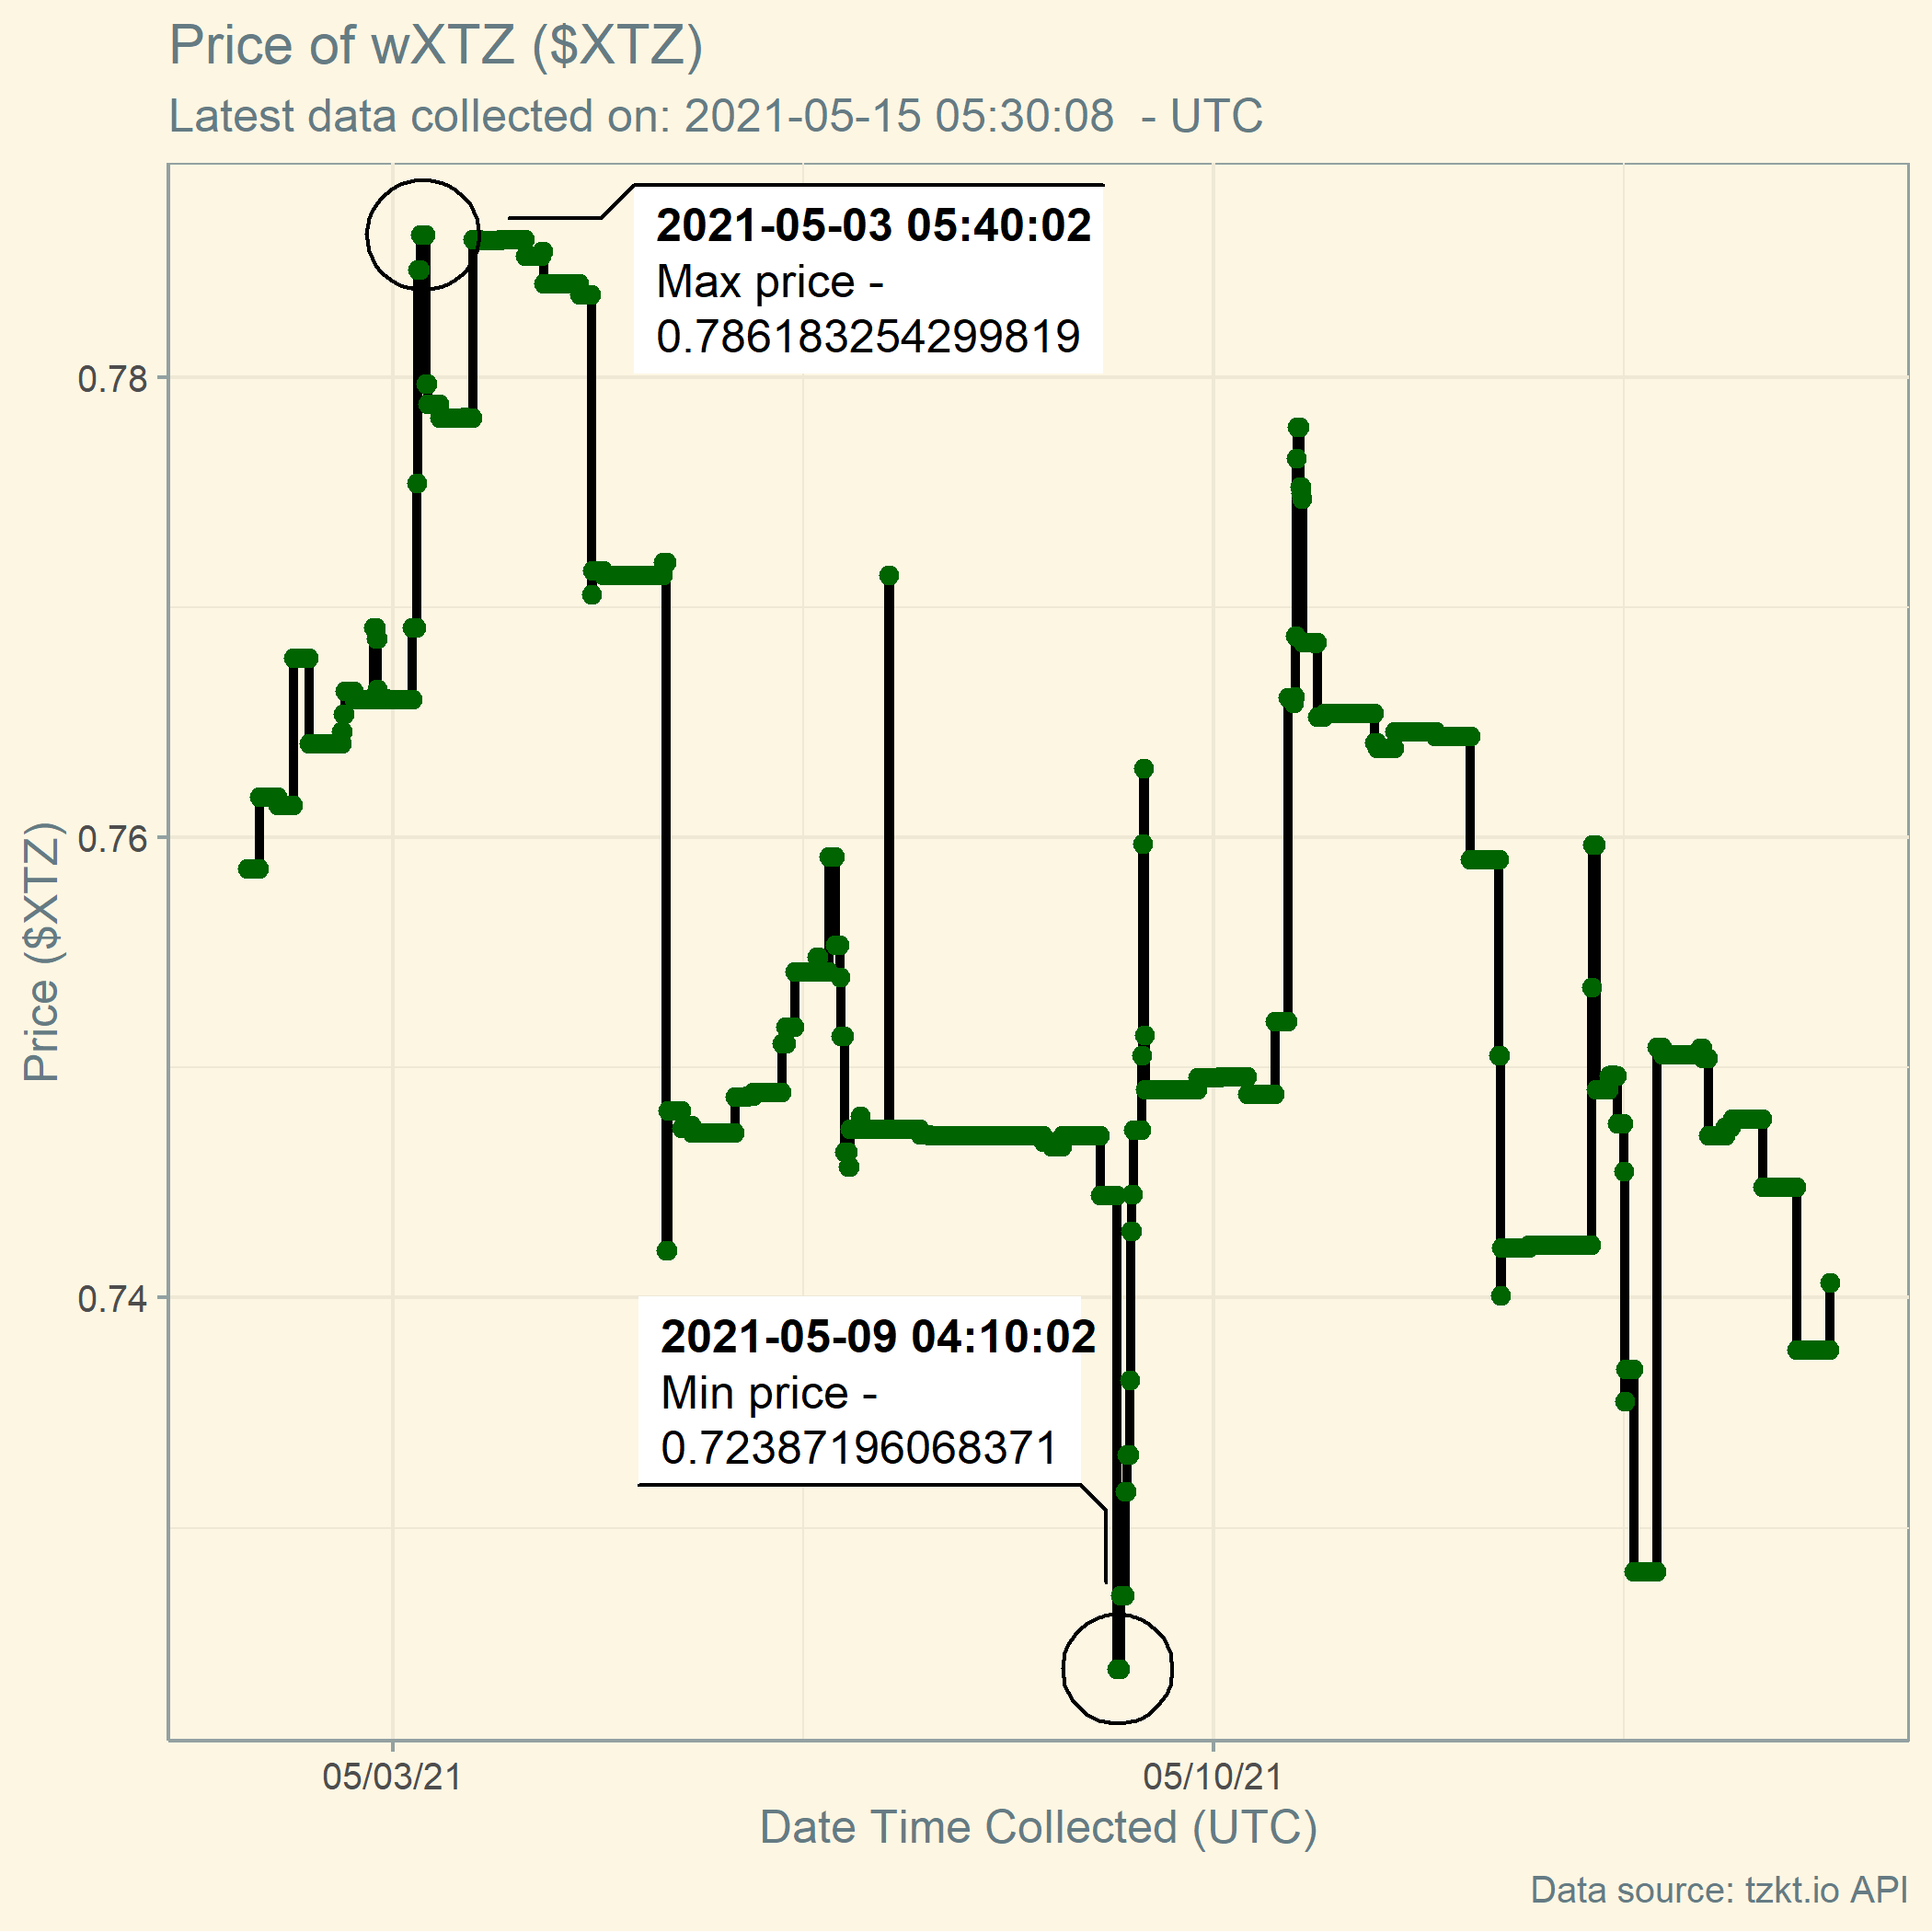 Price of wXTZ ($XTZ)
Latest data collected on: 2021-05-15 05:30:08  - UTC
2021-05-03 05:40:02
Max price -
0.786183254299819
0.78
0.76
0.74
Price ($XTZ)
2021-05-09 04:10:02
Min price -
0.72387196068371
05/03/21
05/10/21
Date Time Collected (UTC)
Data source: tzkt.io API